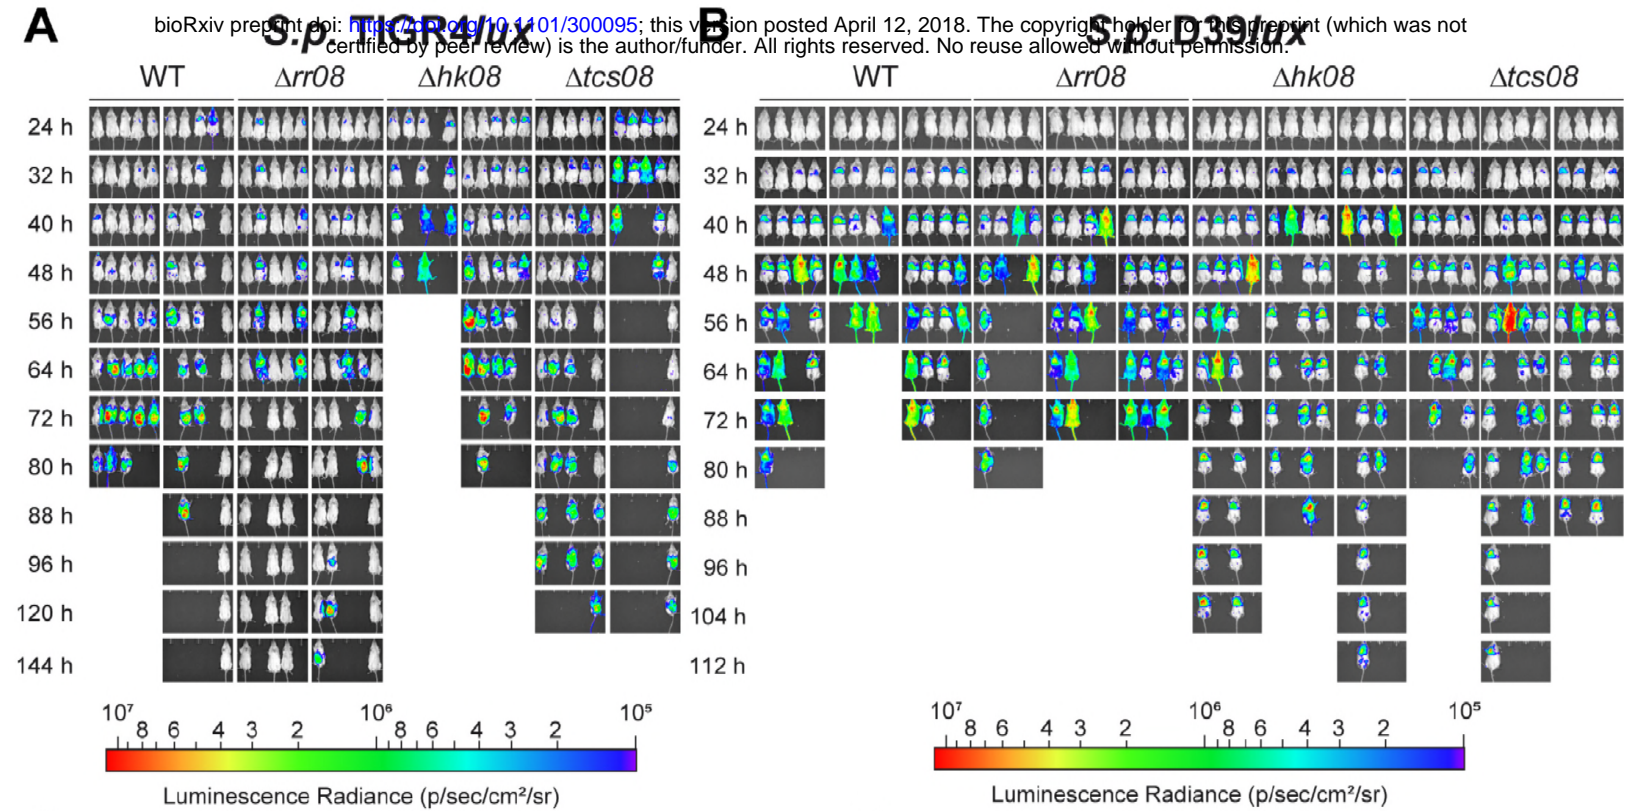 A
B
bioRxiv preprint doi: https://doi.org/10.1101/300095; this version posted April 12, 2018. The copyright holder for this preprint (which was not
certified by peer review) is the author/funder. All rights reserved. No reuse allowed without permission.
S.p. TIGR4/lux
S.p. D39/lux
WT Δrr08 Δhk08 Δtcs08
WT Δrr08 Δhk08 Δtcs08
24 h
32 h
40 h
48 h
56 h
64 h
72 h
80 h
88 h
96 h
120 h
144 h
24 h
32 h
40 h
48 h
56 h
64 h
72 h
80 h
88 h
96 h
104 h
112 h
10⁷ 8 6 4 3 2 10⁶ 8 6 4 3 2 10⁵
Luminescence Radiance (p/sec/cm²/sr)
10⁷ 8 6 4 3 2 10⁶ 8 6 4 3 2 10⁵
Luminescence Radiance (p/sec/cm²/sr)